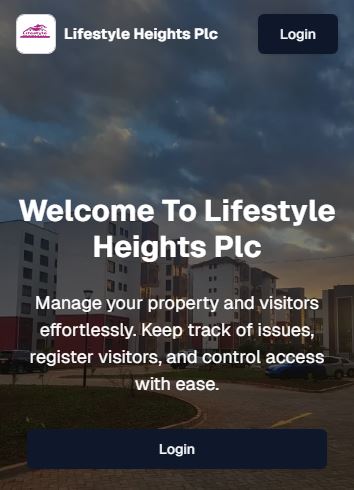 Lifestyle Heights Plc
Login
Welcome To Lifestyle
Heights Plc
Manage your property and visitors
effortlessly. Keep track of issues,
register visitors, and control access
with ease.
Login